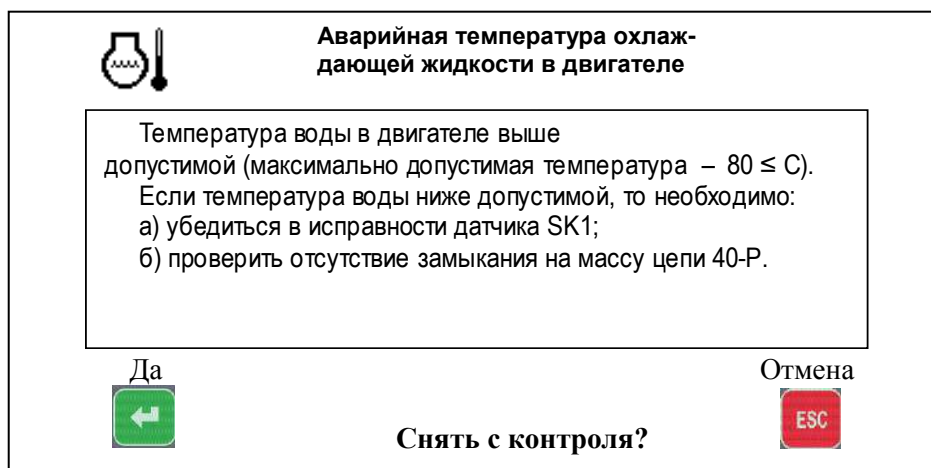 Аварийная температура охлаж-
дающей жидкости в двигателе
Температура воды в двигателе выше
допустимой (максимально допустимая температура – 80 ≤ С).
Если температура воды ниже допустимой, то необходимо:
а) убедиться в исправности датчика SK1;
б) проверить отсутствие замыкания на массу цепи 40-Р.
Да
Отмена
ESC
Снять с контроля?